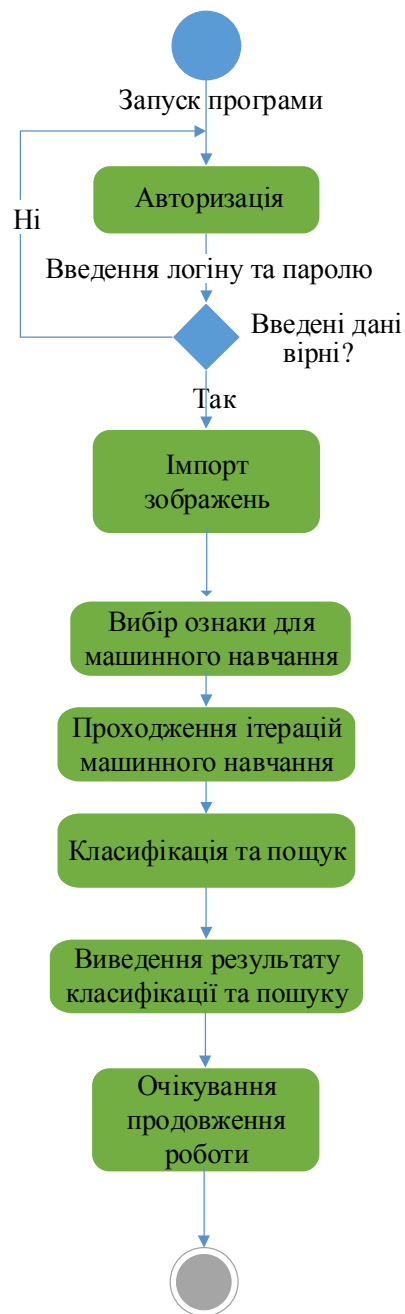 Запуск програми
Авторизація
Ні
Введення логіну та паролю
Введені дані
вірні?
Так
Імпорт
зображень
Вибір ознаки для
машинного навчання
Проходження ітерацій
машинного навчання
Класифікація та пощук
Виведення результату
класифікації та пошуку
Очікування
продовження
роботи